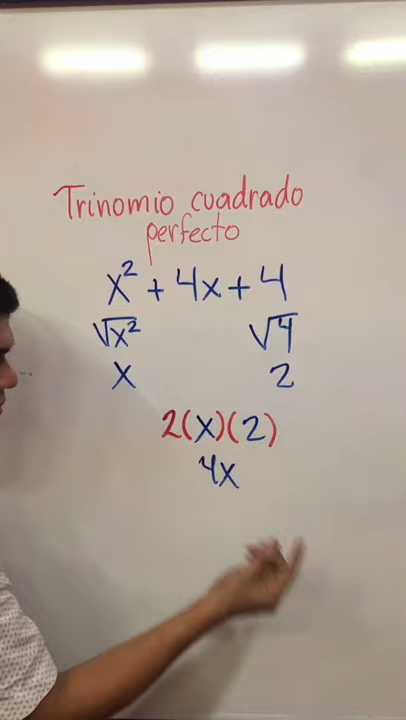 Trinomio cuadrado
perfecto
x² + 4x + 4
√x² √4
x 2
2(x)(2)
4x